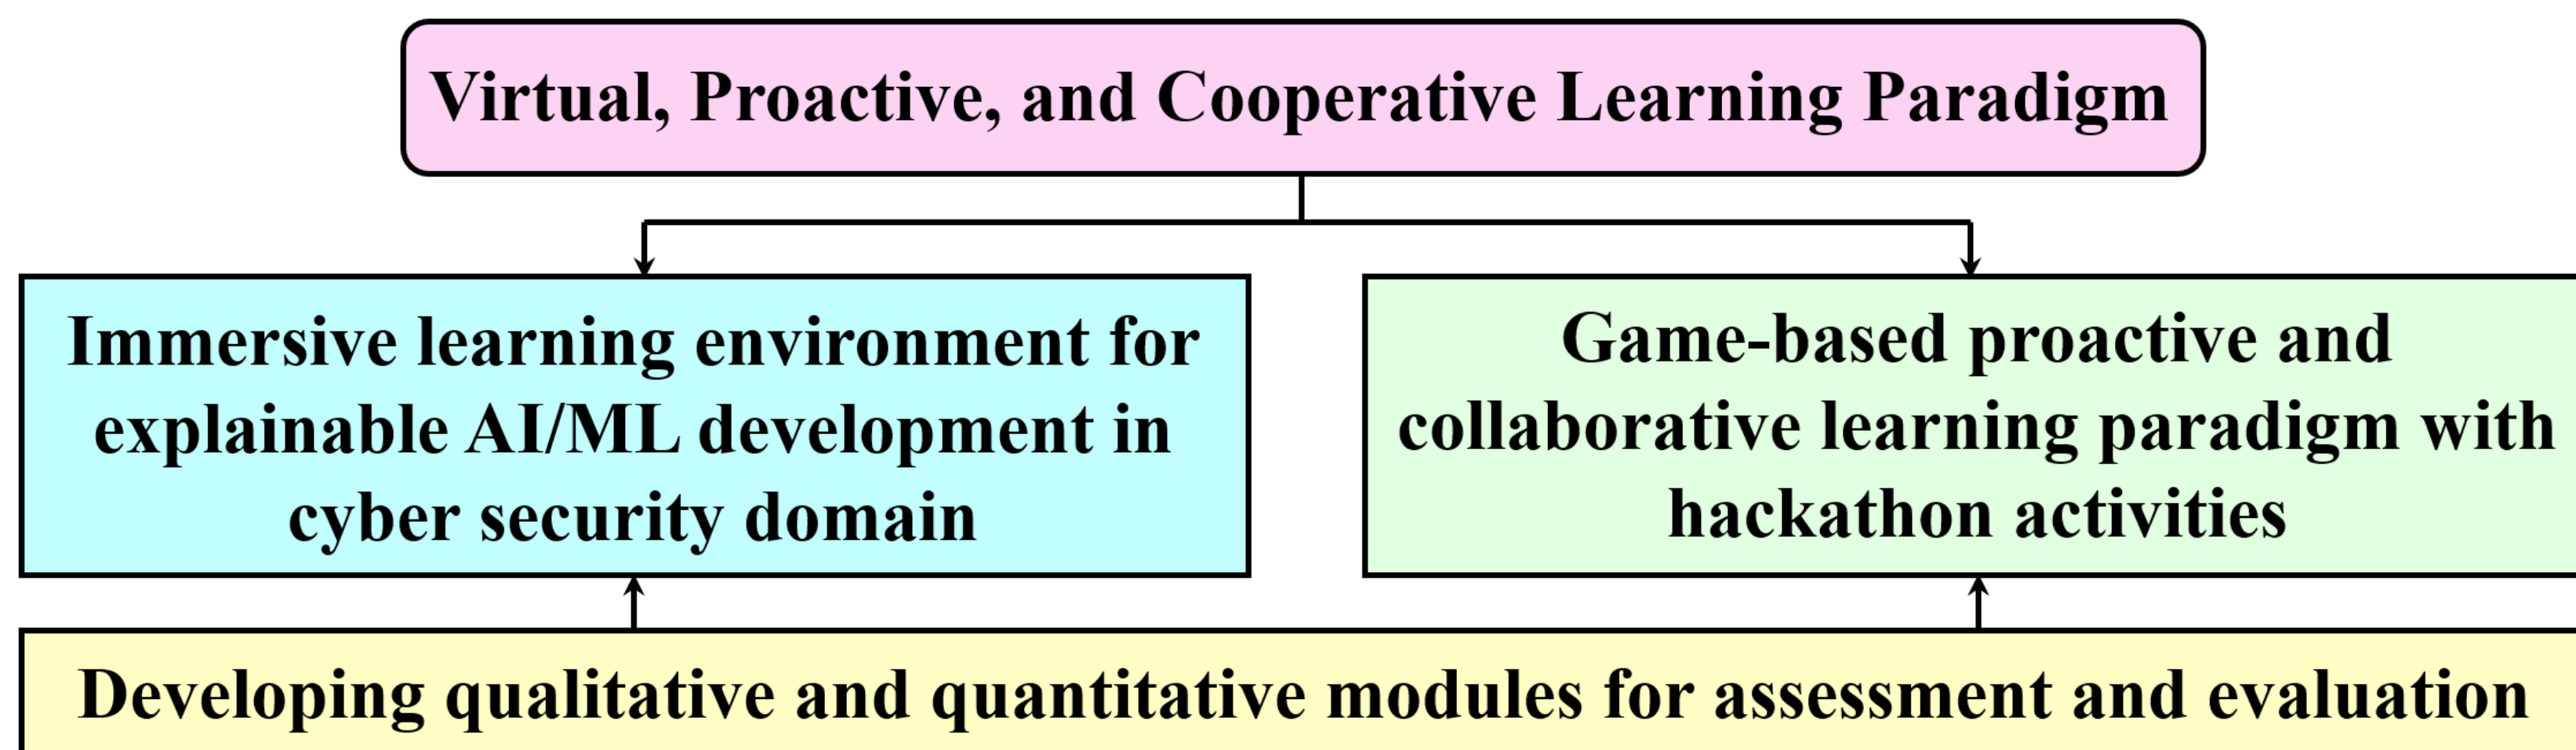 Virtual, Proactive, and Cooperative Learning Paradigm
Immersive learning environment for
explainable AI/ML development in
cyber security domain
Game-based proactive and
collaborative learning paradigm with
hackathon activities
Developing qualitative and quantitative modules for assessment and evaluation